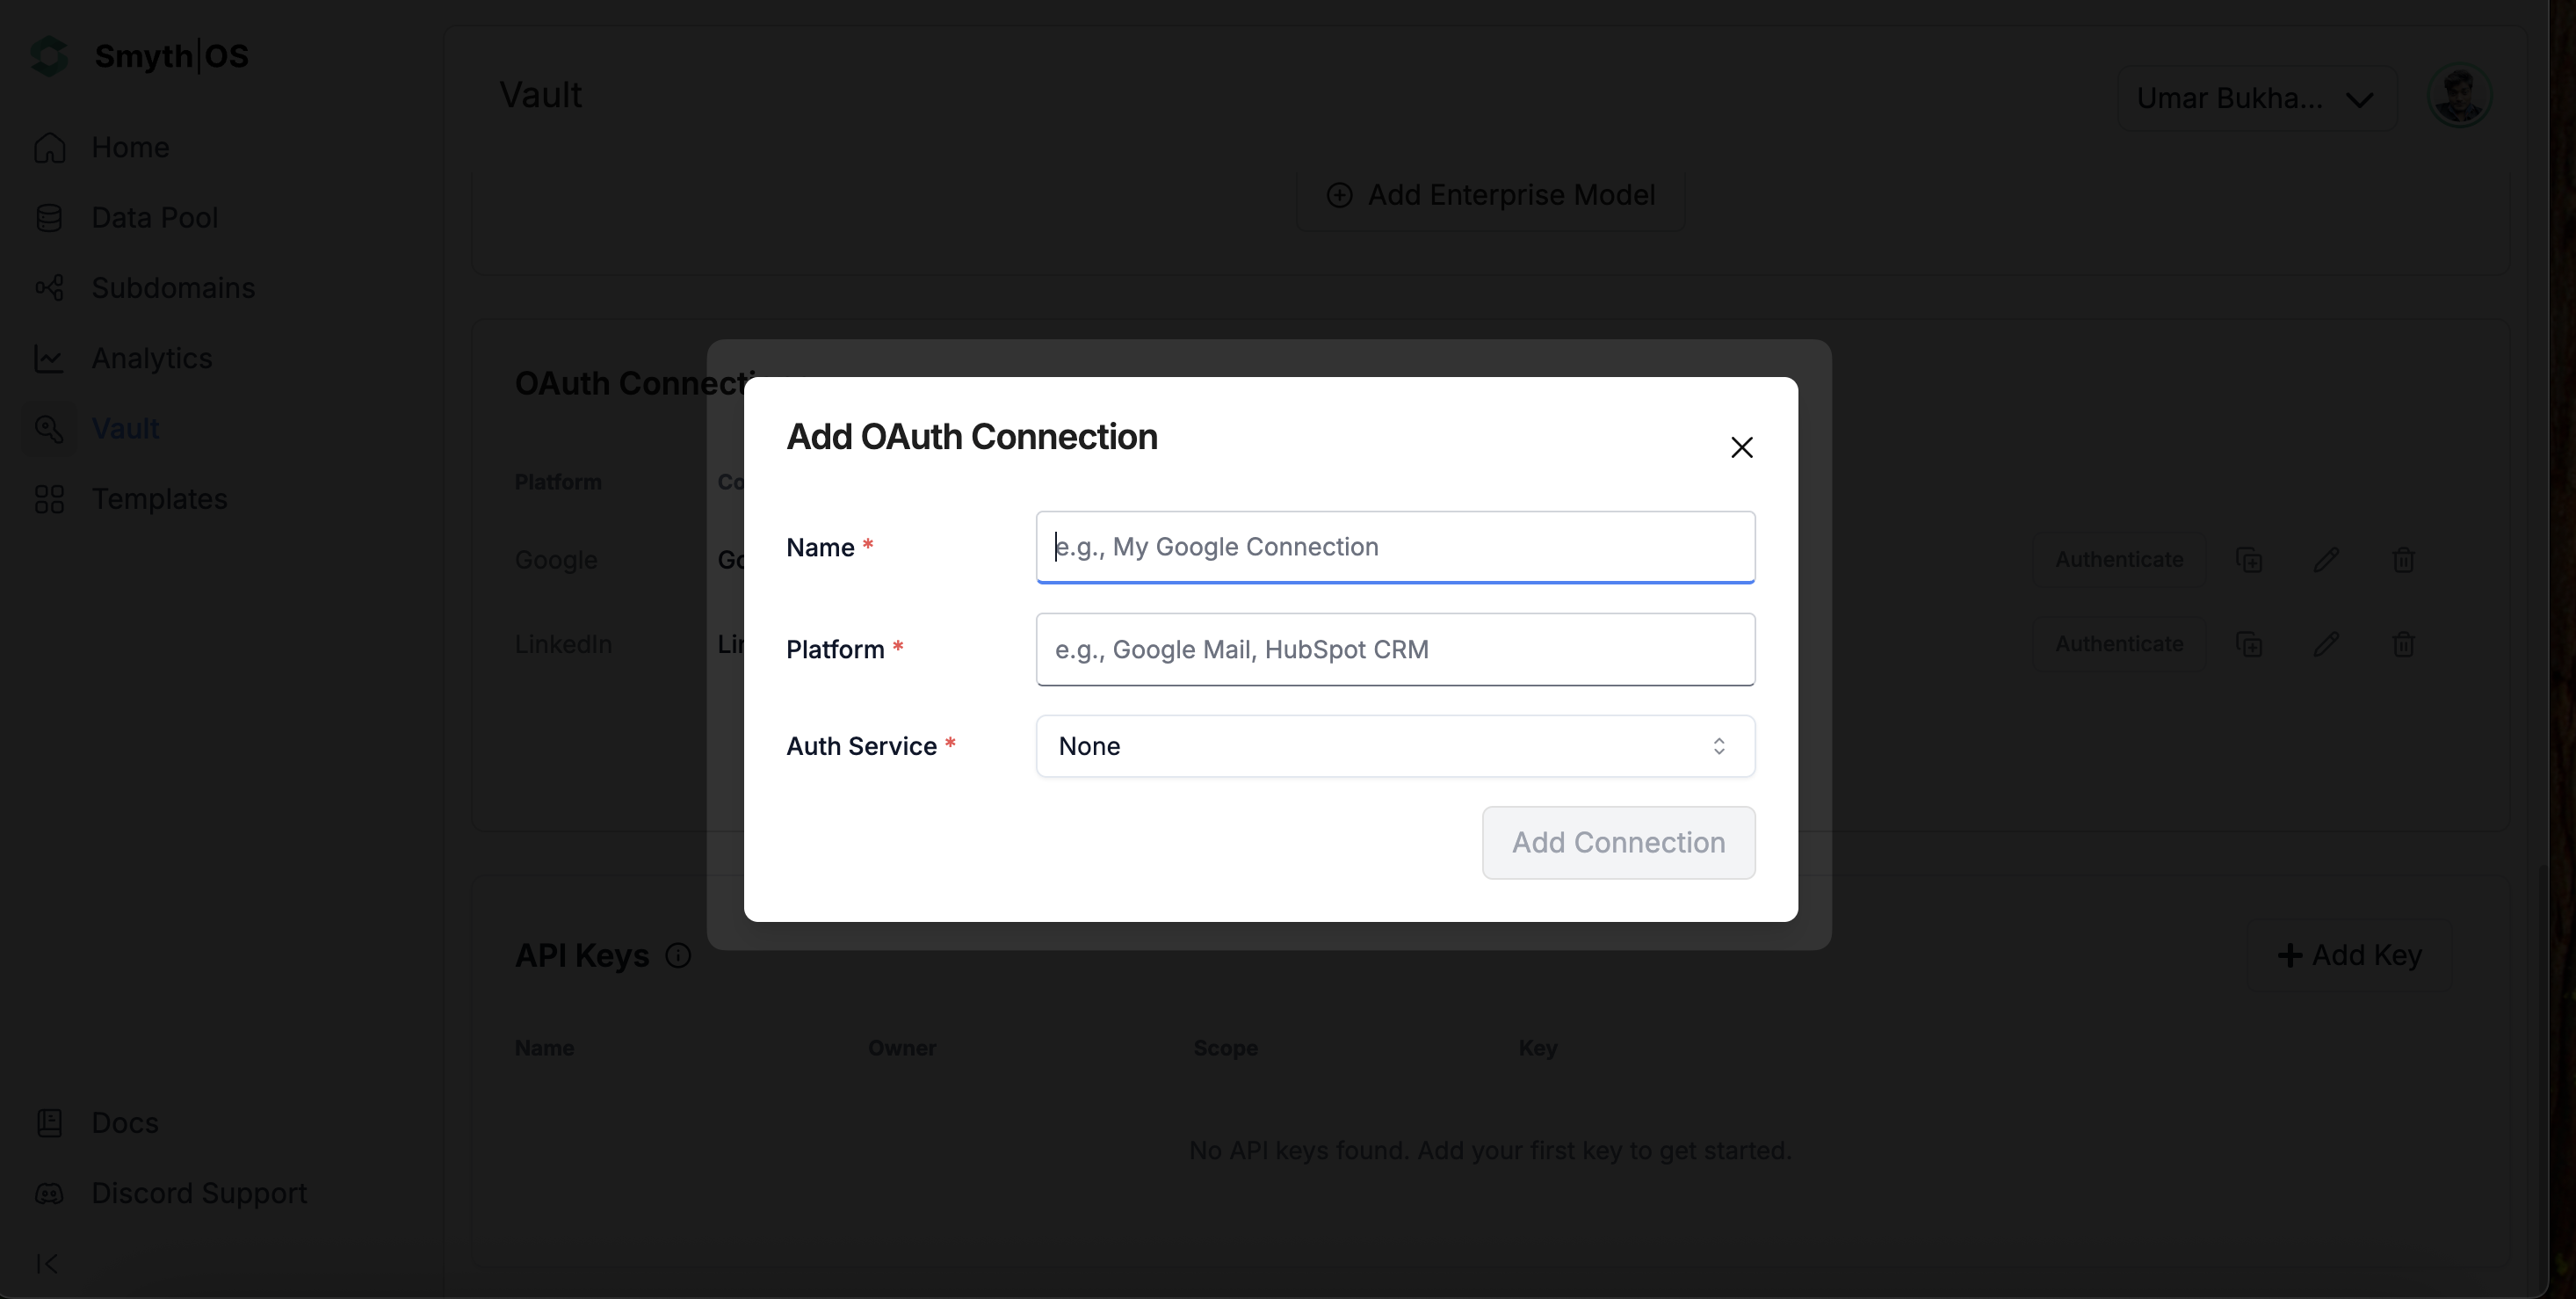 Smyth|OS
Home
Data Pool
Subdomains
Analytics
Vault
Templates
Docs
Discord Support
Vault
Umar Bukha...
Add Enterprise Model
OAuth Connecti
Platform
Co
Google
Go
Authenticate
LinkedIn
Lin
Authenticate
Add OAuth Connection
Name *
e.g., My Google Connection
Platform *
e.g., Google Mail, HubSpot CRM
Auth Service *
None
Add Connection
API Keys
Add Key
Name
Owner
Scope
Key
No API keys found. Add your first key to get started.